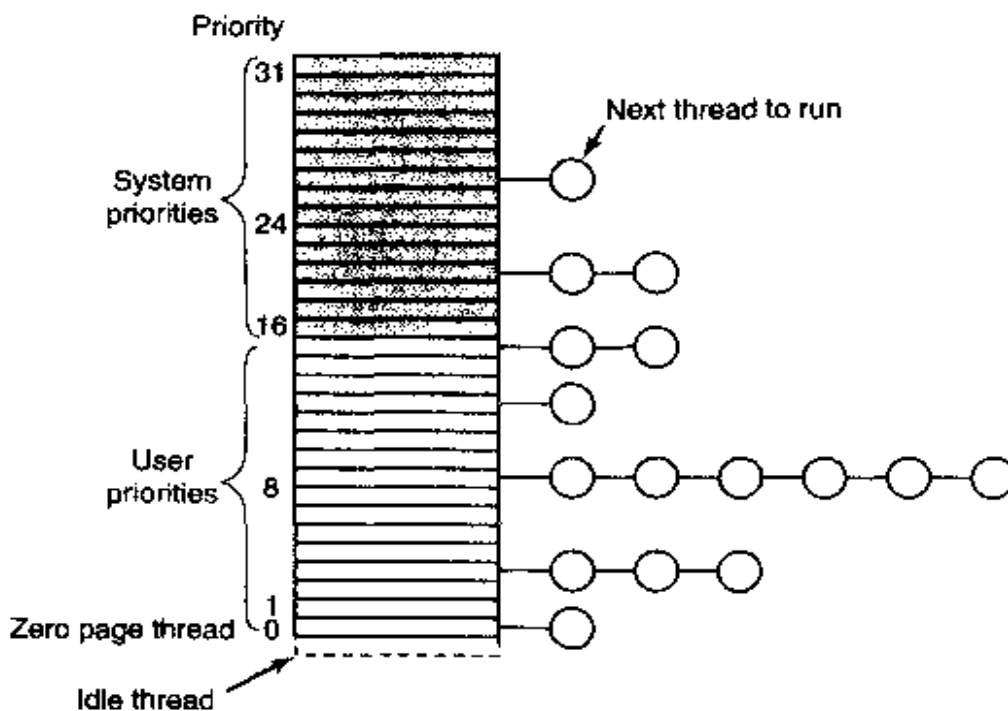 Priority
31
Next thread to run
System
priorities
24
16
User
priorities
8
1
Zero page thread 0
Idle thread